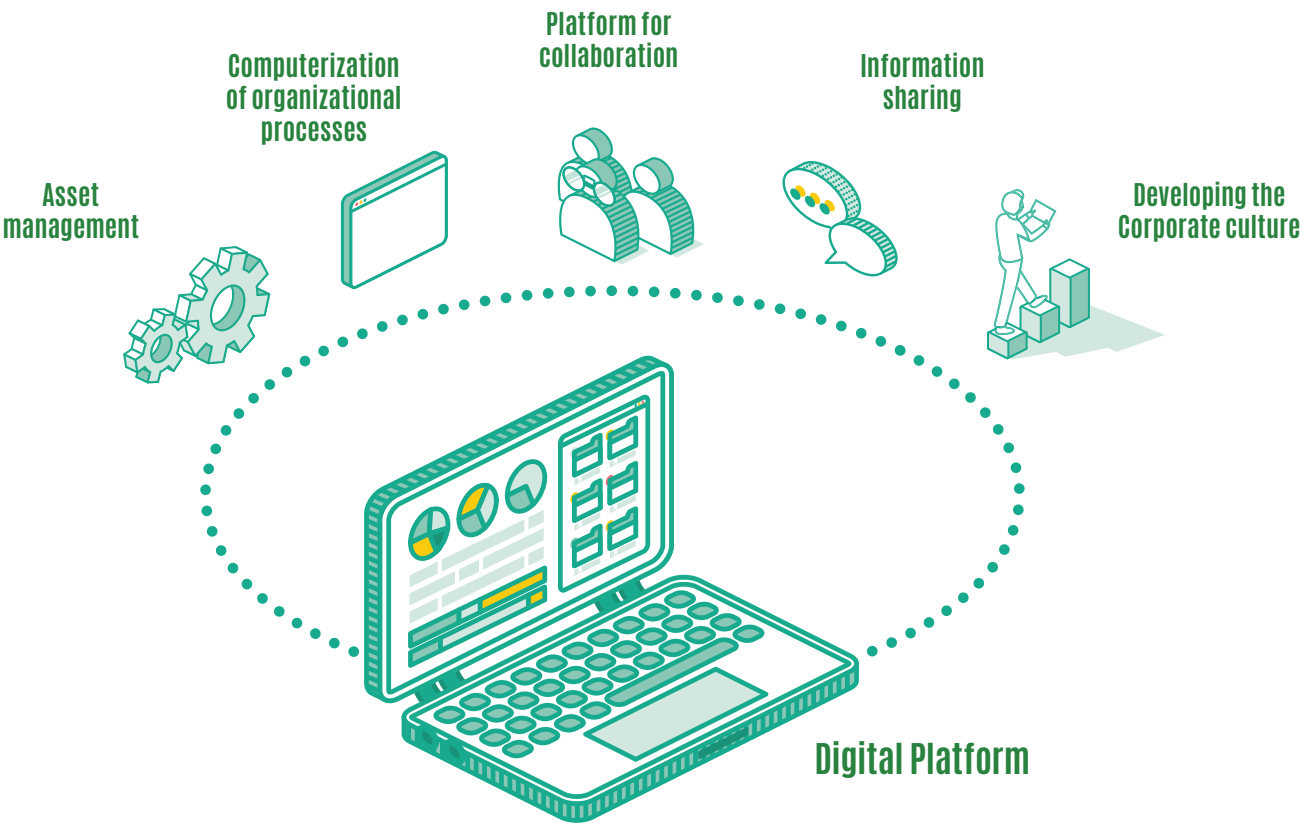 Platform for
collaboration
Computerization
of organizational
processes
Information
sharing
Asset
management
Developing the
Corporate culture
Digital Platform